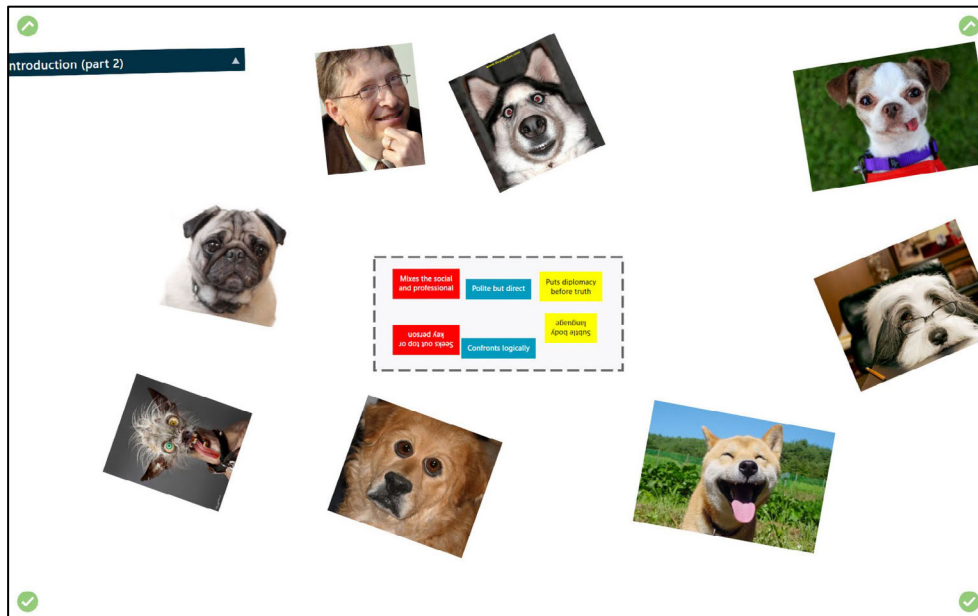 ntroduction (part 2)
Mixes the social
and professional
Polite but direct
Puts diplomacy
before truth
Seeks out top or
key person
Confronts logically
Subtle body
language